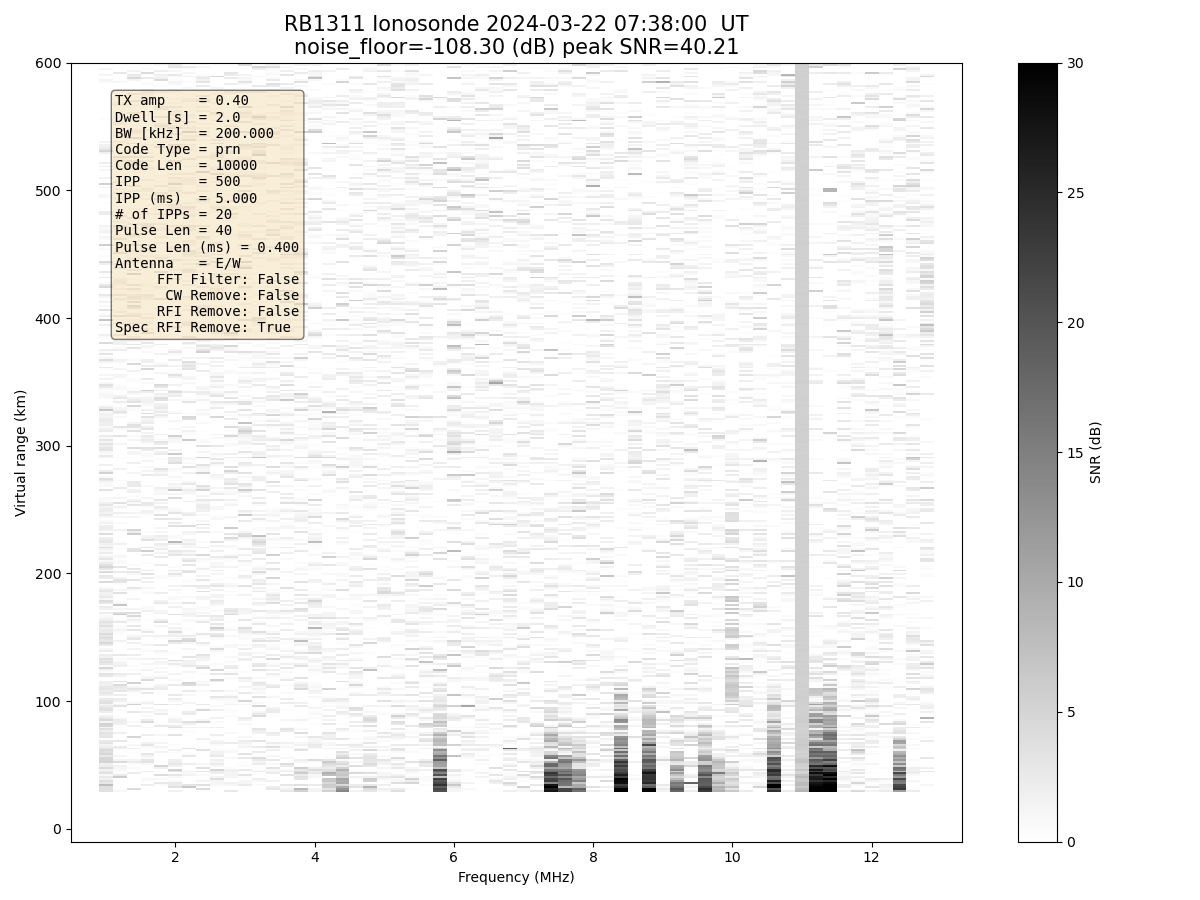 RB1311 Ionosonde 2024-03-22 07:38:00 UT
noise_floor=-108.30 (dB) peak SNR=40.21
TX amp = 0.40
Dwell [s] = 2.0
BW [kHz] = 200.000
Code Type = prn
Code Len = 10000
IPP = 500
IPP (ms) = 5.000
# of IPPs = 20
Pulse Len = 40
Pulse Len (ms) = 0.400
Antenna = E/W
FFT Filter: False
CW Remove: False
RFI Remove: False
Spec RFI Remove: True
Virtual range (km)
600
500
400
300
200
100
0
2 4 6 8 10 12
Frequency (MHz)
30
25
20
15
10
5
0
SNR (dB)